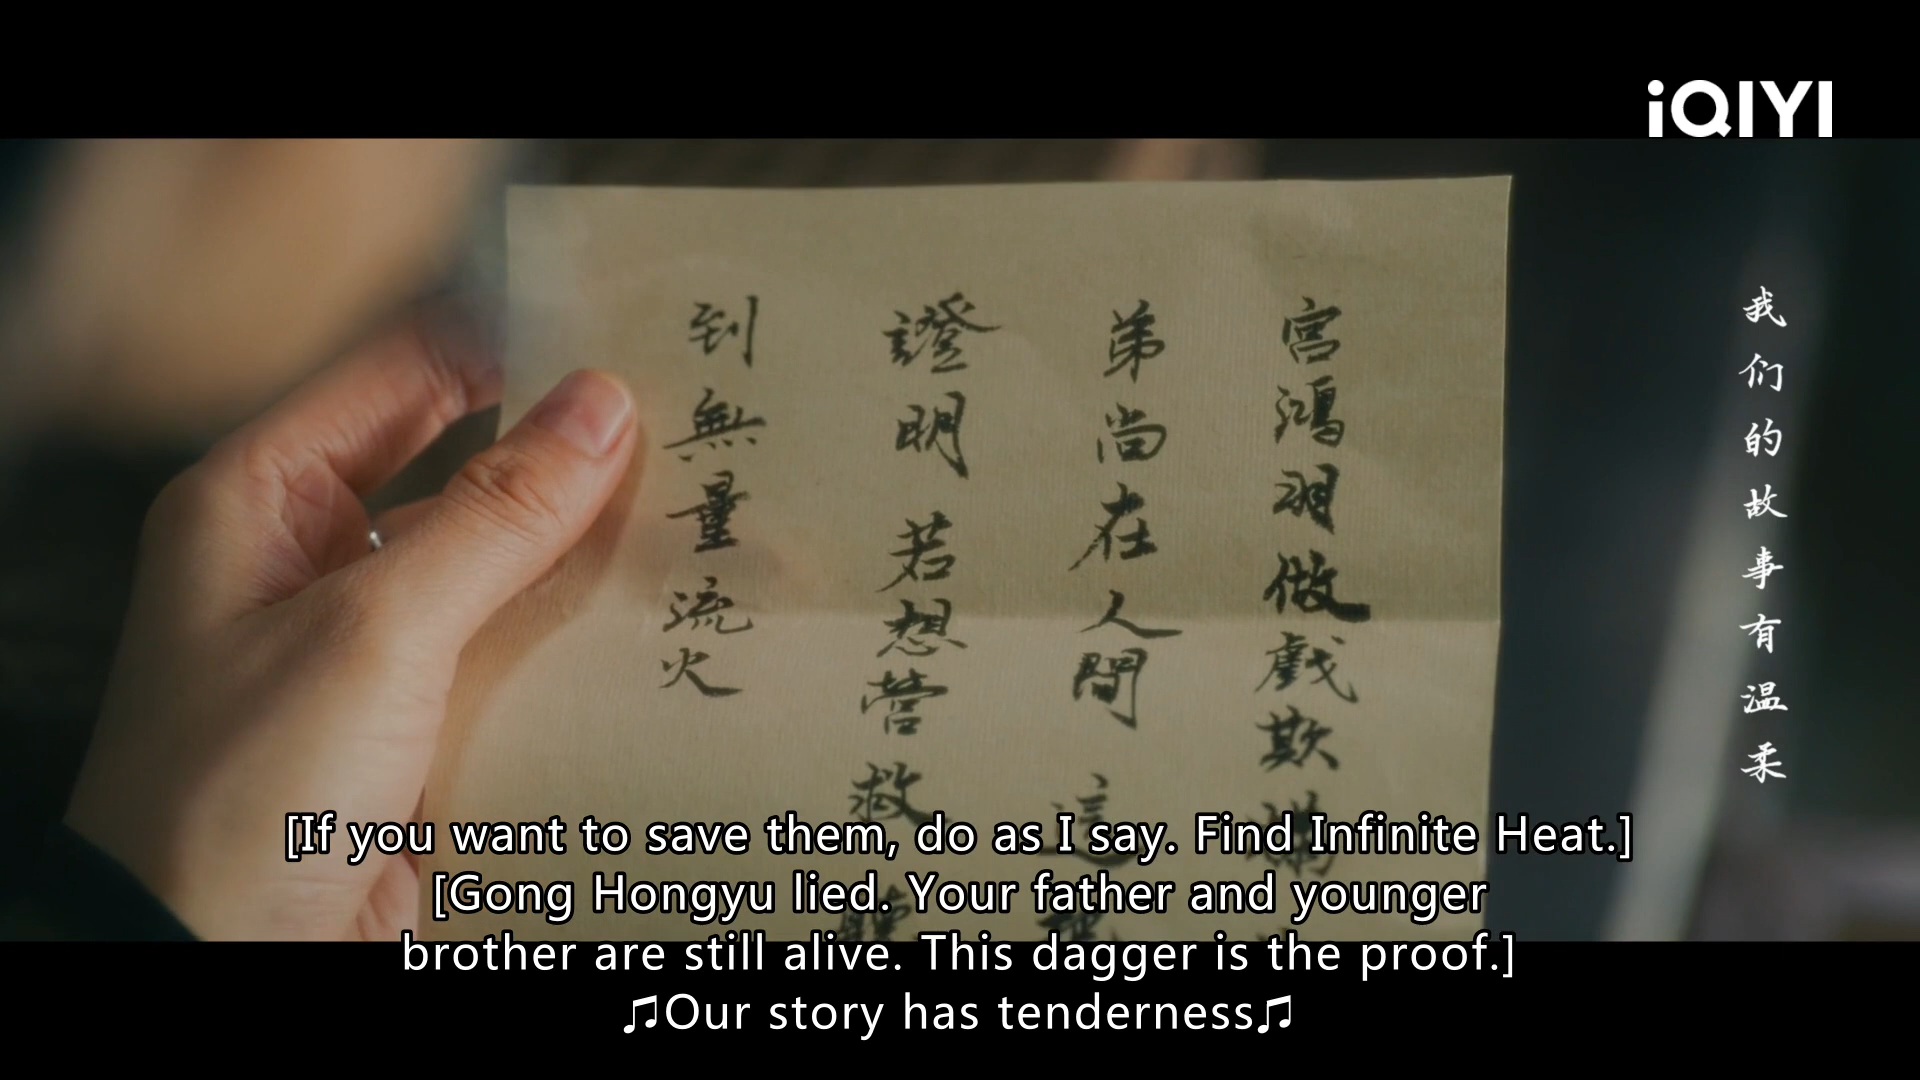 iQIYI
宮鴻羽做戲欺瞞
弟尚在人間 這
證明 若想營救 聽
到無量流火
我们的故事有温柔
[If you want to save them, do as I say. Find Infinite Heat.]
[Gong Hongyu lied. Your father and younger
brother are still alive. This dagger is the proof.]
♫Our story has tenderness♫